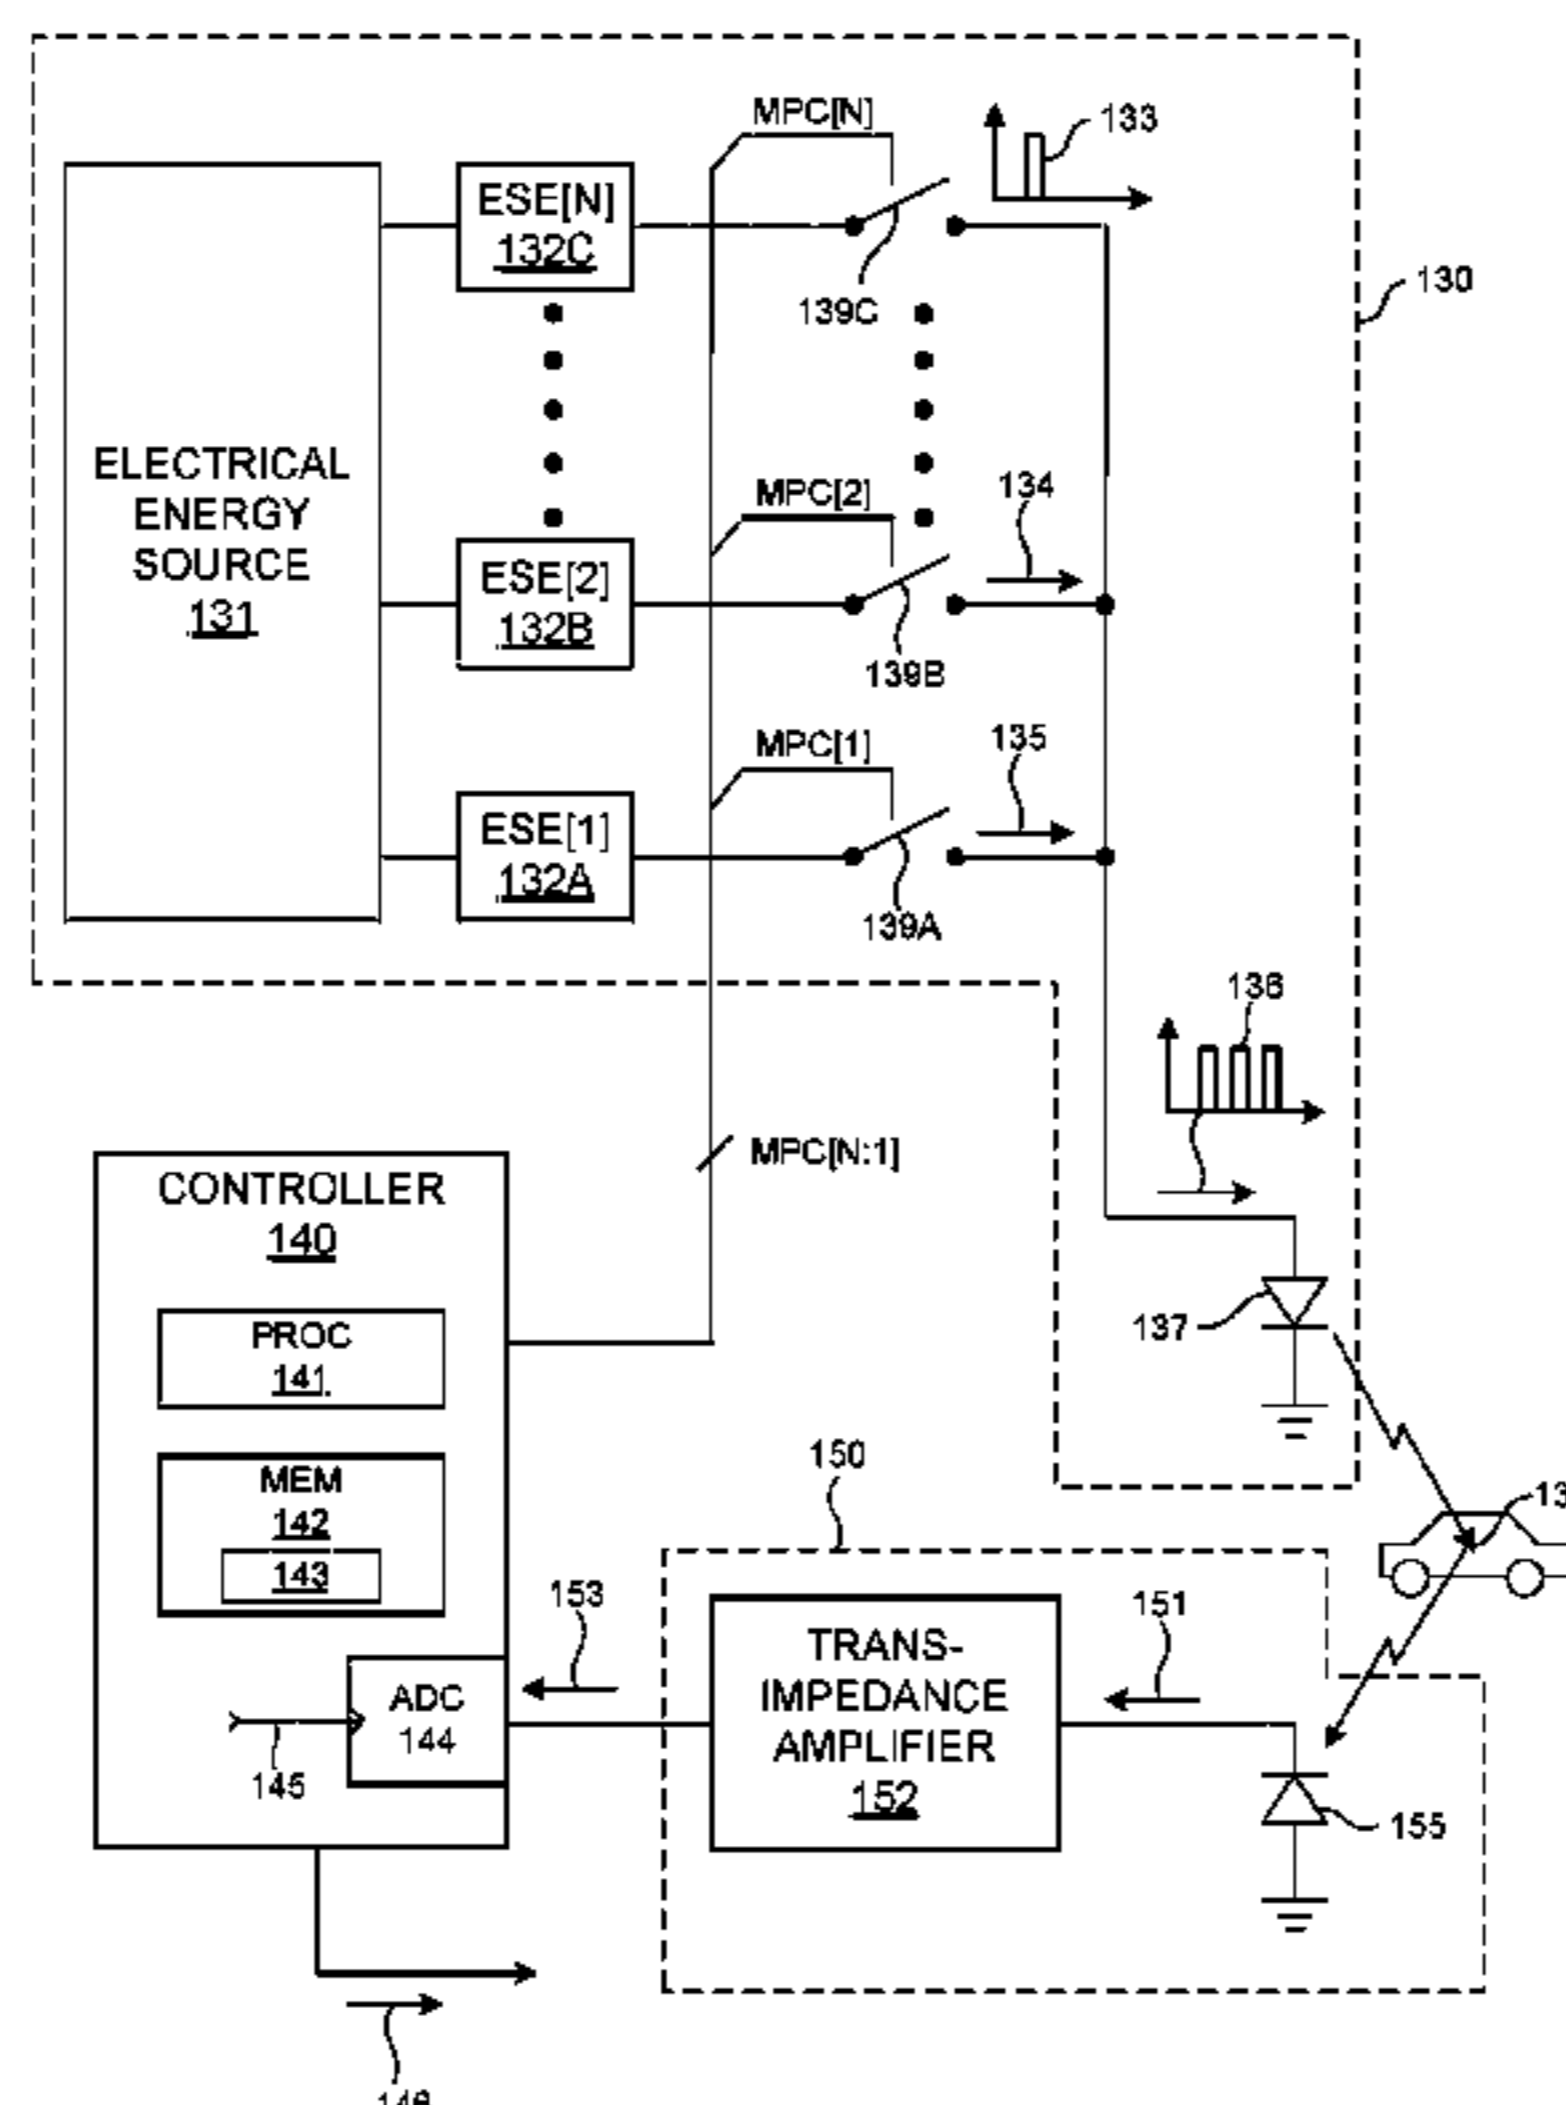 MPC[N]
133
ESE[N]
132C
139C
130
ELECTRICAL
ENERGY
SOURCE
131
MPC[2]
134
ESE[2]
132B
139B
MPC[1]
135
ESE[1]
132A
139A
136
MPC[N:1]
CONTROLLER
140
PROC
141
137
MEM
142
143
150
153
151
TRANS-
IMPEDANCE
AMPLIFIER
152
ADC
144
145
155